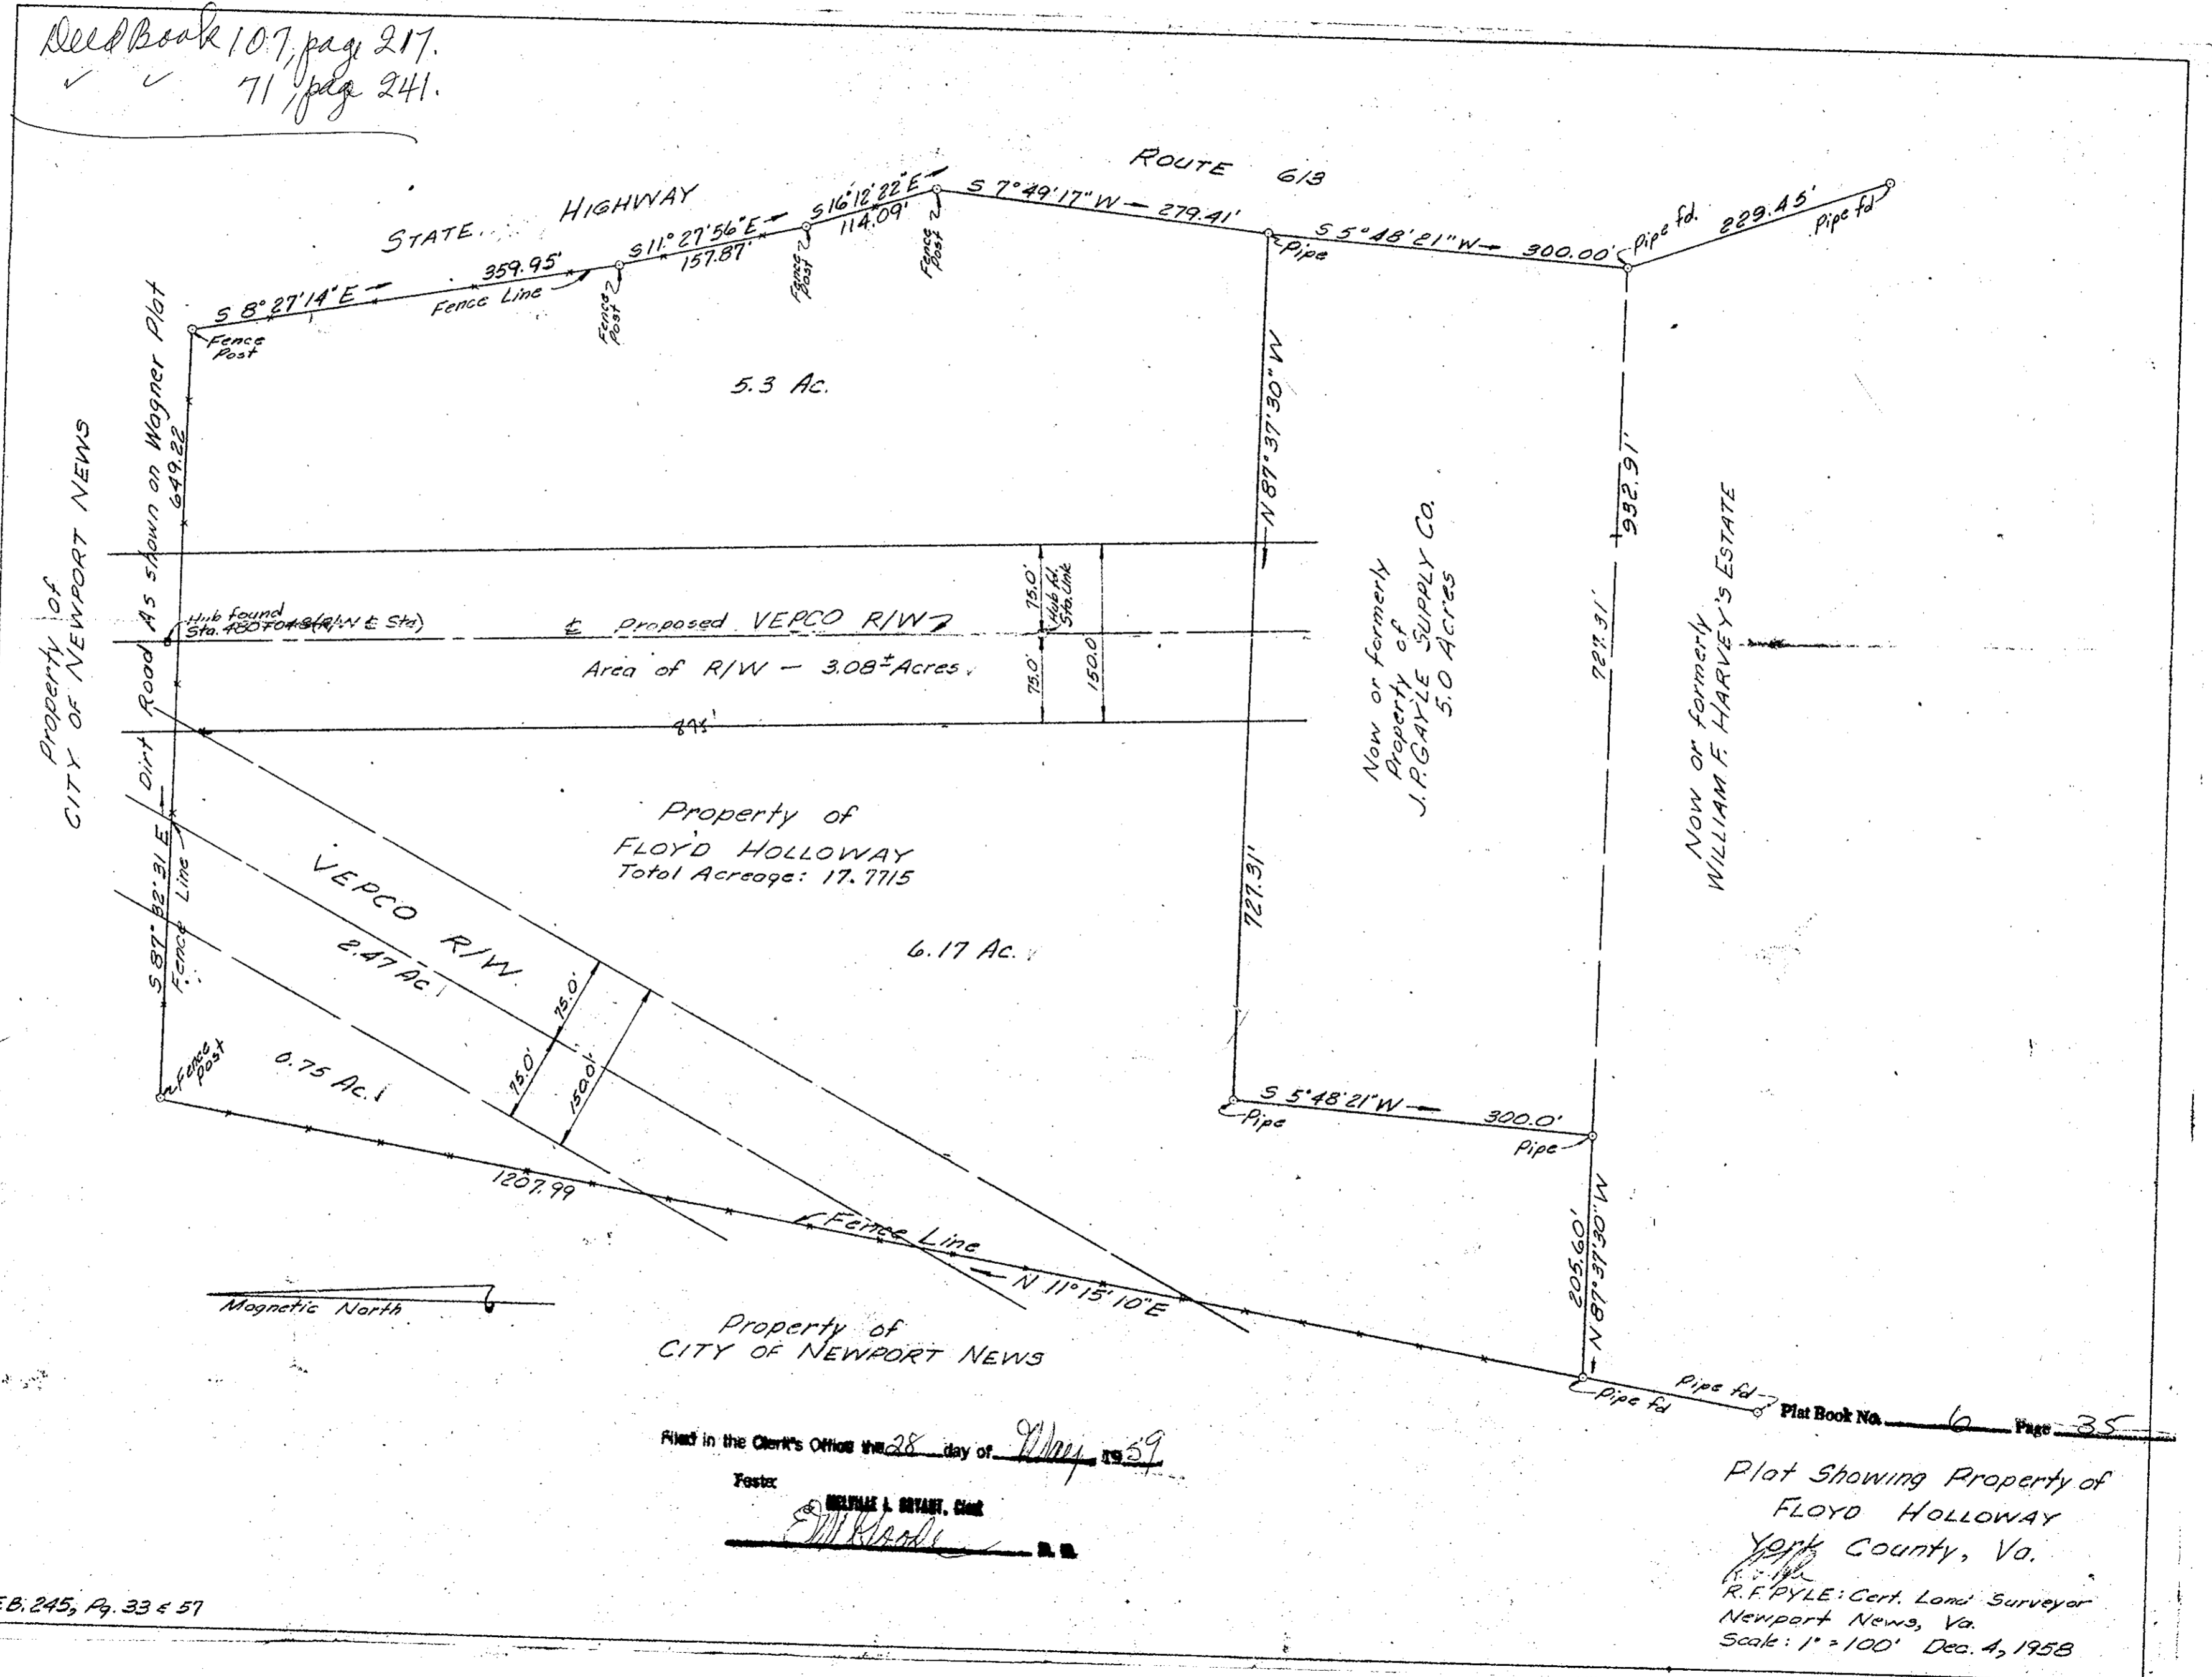 Deed Book 107, page 217.
✓ ✓ 71, page 241.
STATE HIGHWAY ROUTE 613
S 8° 27' 14" E
359.95'
Fence Line
S 11° 27' 56" E
157.87'
S 16° 12' 22" E
114.09'
S 7° 49' 17" W 279.41'
S 5° 48' 21" W 300.00'
Pipe fd.
229.45'
Pipe fd
Fence Post
Fence Post
Fence Post
Fence Post
Pipe
5.3 Ac.
Property of
CITY OF NEWPORT NEWS
Dirt Road As shown on Wagner Plat
649.22
S 87° 32' 31 E
Fence Line
Hub found
Sta.
℄ Proposed VEPCO R/W
Area of R/W - 3.08± Acres
75.0'
75.0'
150.0
Hub fd.
895'
N 87° 37' 30" W
727.31'
Now or formerly
Property of
J.P. GAYLE SUPPLY CO.
5.0 Acres
932.91'
727.31'
Now or formerly
WILLIAM F. HARVEY'S ESTATE
Property of
FLOYD HOLLOWAY
Total Acreage: 17.7715
6.17 Ac.
VEPCO R/W.
2.47 Ac.
75.0'
75.0'
150.0'
0.75 Ac.
Fence Post
S 5° 48' 21" W 300.0'
Pipe
Pipe
205.60'
N 87° 37' 30" W
1207.99
Fence Line
N 11° 15' 10" E
Pipe fd
Pipe fd
Magnetic North
Property of
CITY OF NEWPORT NEWS
Plat Book No. 6 Page 35
Filed in the Clerk's Office the 28 day of May 1959
Teste:
MELVILLE I. BRYANT, Clerk
D. C.
Plat Showing Property of
FLOYD HOLLOWAY
York County, Va.
R. F. PYLE: Cert. Land Surveyor
Newport News, Va.
Scale: 1" = 100' Dec. 4, 1958
F.B. 245, Pg. 33 & 57